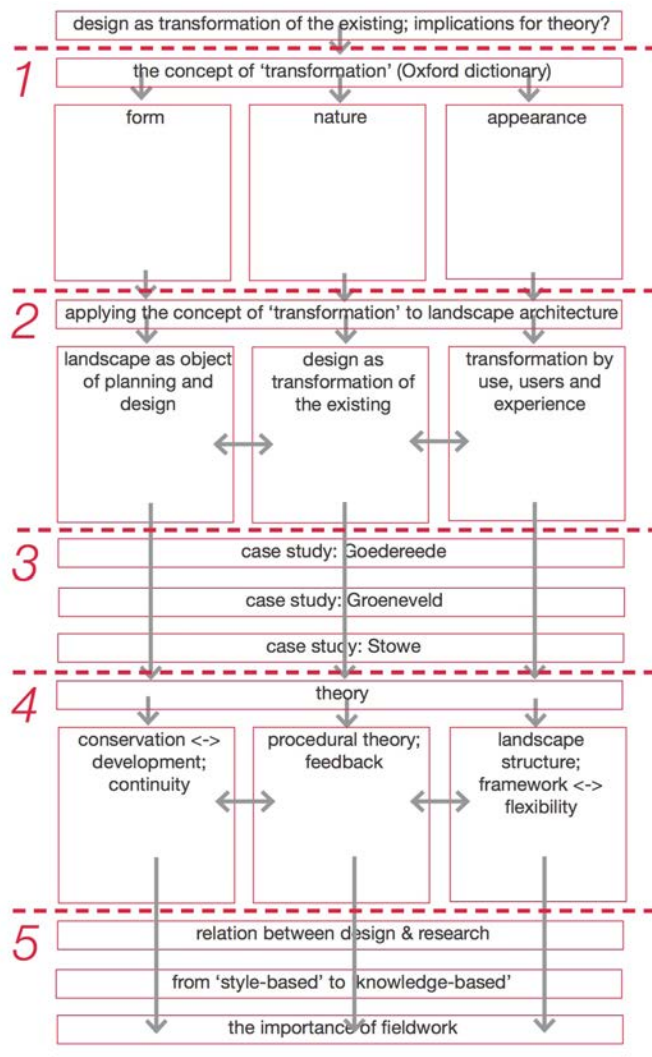 design as transformation of the existing; implications for theory?
1
the concept of ‘transformation’ (Oxford dictionary)
form
nature
appearance
2
applying the concept of ‘transformation’ to landscape architecture
landscape as object
of planning and
design
design as
transformation of
the existing
transformation by
use, users and
experience
3
case study: Goedereede
case study: Groeneveld
case study: Stowe
4
theory
conservation <->
development;
continuity
procedural theory;
feedback
landscape
structure;
framework <->
flexibility
5
relation between design & research
from ‘style-based’ to ‘knowledge-based’
the importance of fieldwork